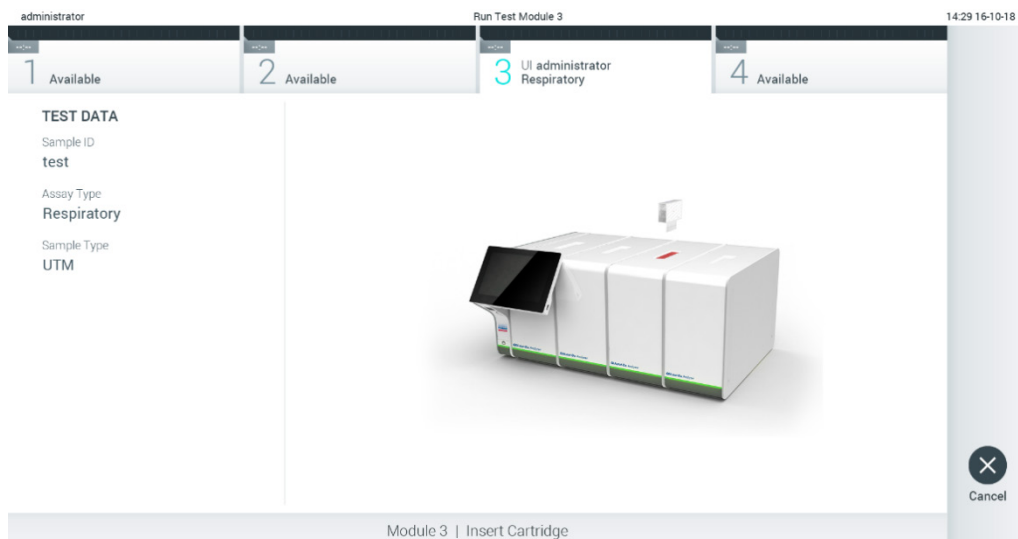 administrator
Run Test Module 3
14:29 16-10-18
--:--
1 Available
--:--
2 Available
--:--
3 UI administrator
Respiratory
--:--
4 Available
TEST DATA
Sample ID
test
Assay Type
Respiratory
Sample Type
UTM
Cancel
Module 3 | Insert Cartridge